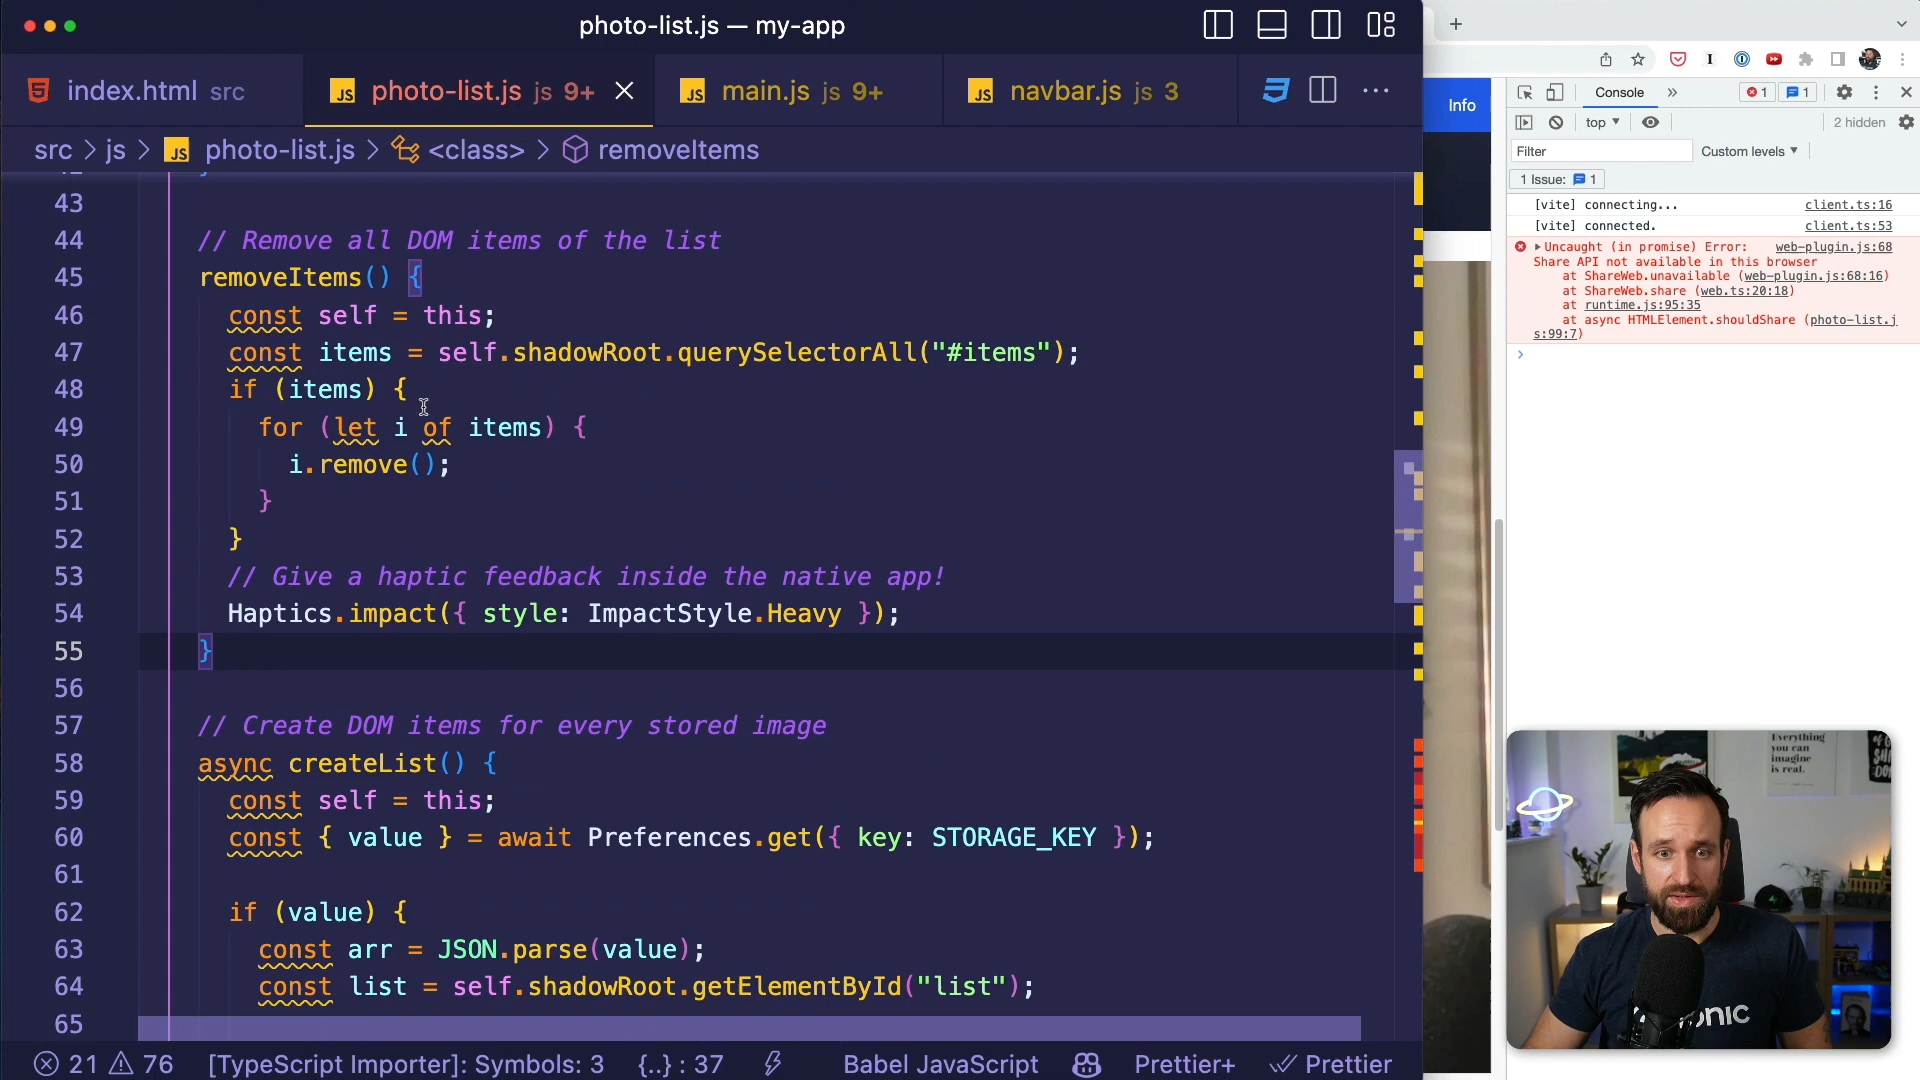 photo-list.js — my-app
index.html src
JS photo-list.js js 9+
JS main.js js 9+
JS navbar.js js 3
src > js > JS photo-list.js > <class> > removeItems
43
44 // Remove all DOM items of the list
45 removeItems() {
46 const self = this;
47 const items = self.shadowRoot.querySelectorAll("#items");
48 if (items) {
49 for (let i of items) {
50 i.remove();
51 }
52 }
53 // Give a haptic feedback inside the native app!
54 Haptics.impact({ style: ImpactStyle.Heavy });
55 }
56
57 // Create DOM items for every stored image
58 async createList() {
59 const self = this;
60 const { value } = await Preferences.get({ key: STORAGE_KEY });
61
62 if (value) {
63 const arr = JSON.parse(value);
64 const list = self.shadowRoot.getElementById("list");
65
21 76 [TypeScript Importer]: Symbols: 3 {..} : 37 Babel JavaScript Prettier+ Prettier
Info
Console » 1 1
top 2 hidden
Filter Custom levels
1 Issue: 1
[vite] connecting... client.ts:16
[vite] connected. client.ts:53
Uncaught (in promise) Error: web-plugin.js:68
Share API not available in this browser
at ShareWeb.unavailable (web-plugin.js:68:16)
at ShareWeb.share (web.ts:20:18)
at runtime.js:95:35
at async HTMLElement.shouldShare (photo-list.j
s:99:7)
Everything
you can
imagine
is real.